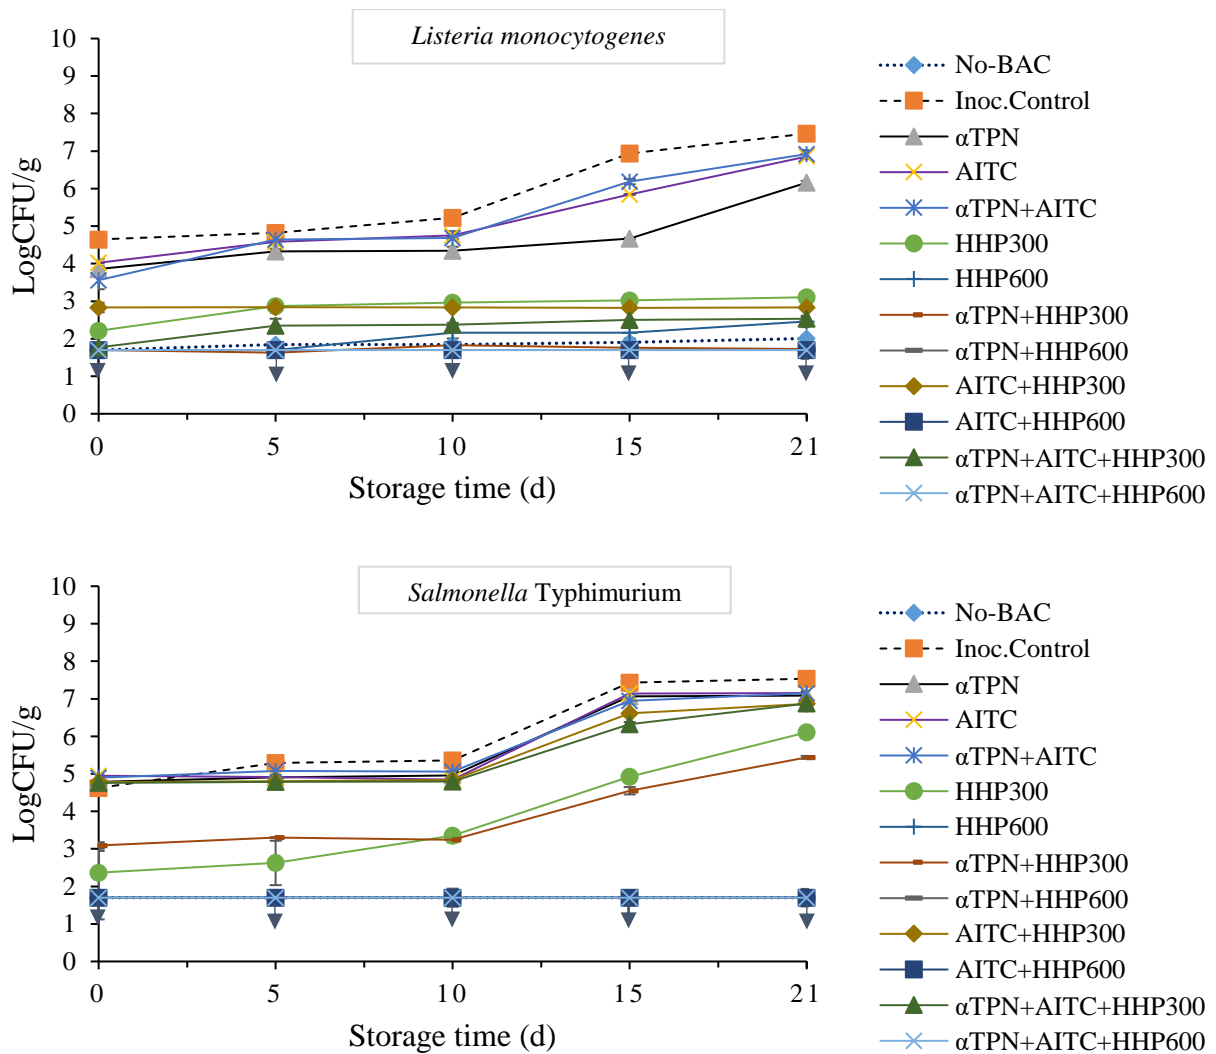 Listeria monocytogenes
LogCFU/g
10
9
8
7
6
5
4
3
2
1
0
0 5 10 15 21
Storage time (d)
No-BAC
Inoc.Control
αTPN
AITC
αTPN+AITC
HHP300
HHP600
αTPN+HHP300
αTPN+HHP600
AITC+HHP300
AITC+HHP600
αTPN+AITC+HHP300
αTPN+AITC+HHP600
Salmonella Typhimurium
LogCFU/g
10
9
8
7
6
5
4
3
2
1
0
0 5 10 15 21
Storage time (d)
No-BAC
Inoc.Control
αTPN
AITC
αTPN+AITC
HHP300
HHP600
αTPN+HHP300
αTPN+HHP600
AITC+HHP300
AITC+HHP600
αTPN+AITC+HHP300
αTPN+AITC+HHP600